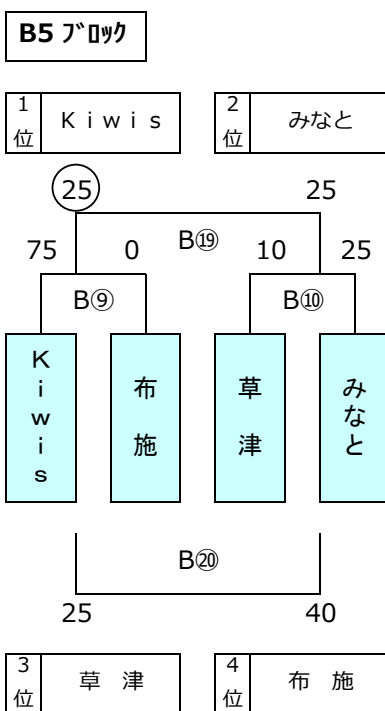 B5 ﾌﾞﾛｯｸ
1位 Ｋｉｗｉｓ 2位 みなと
25 25
75 0 B⑲ 10 25
B⑨ B⑩
Ｋｉｗｉｓ 布施 草津 みなと
B⑳
25 40
3位 草 津 4位 布 施